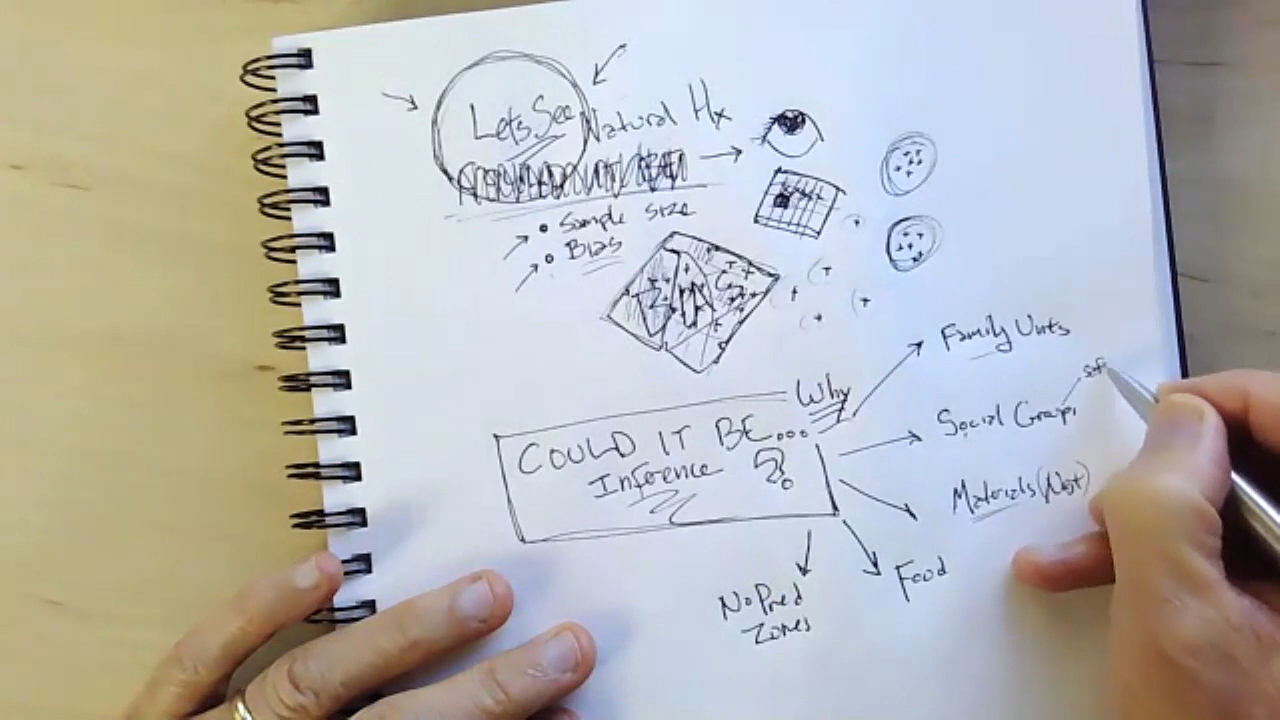 Lets See Natural Hx
Sample Size
Bias
Why
COULD IT BE...
Inference ?
Family Units
Social Groups
Materials (Nest)
Food
No Pred
Zones